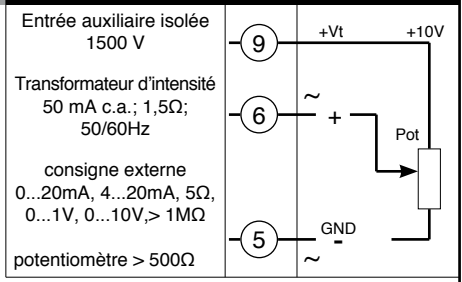 Entrée auxiliaire isolée
1500 V
Transformateur d'intensité
50 mA c.a.; 1,5Ω;
50/60Hz
consigne externe
0...20mA, 4...20mA, 5Ω,
0...1V, 0...10V,> 1MΩ
potentiomètre > 500Ω
9
6
5
+Vt
+10V
~
+
Pot
GND
-
~